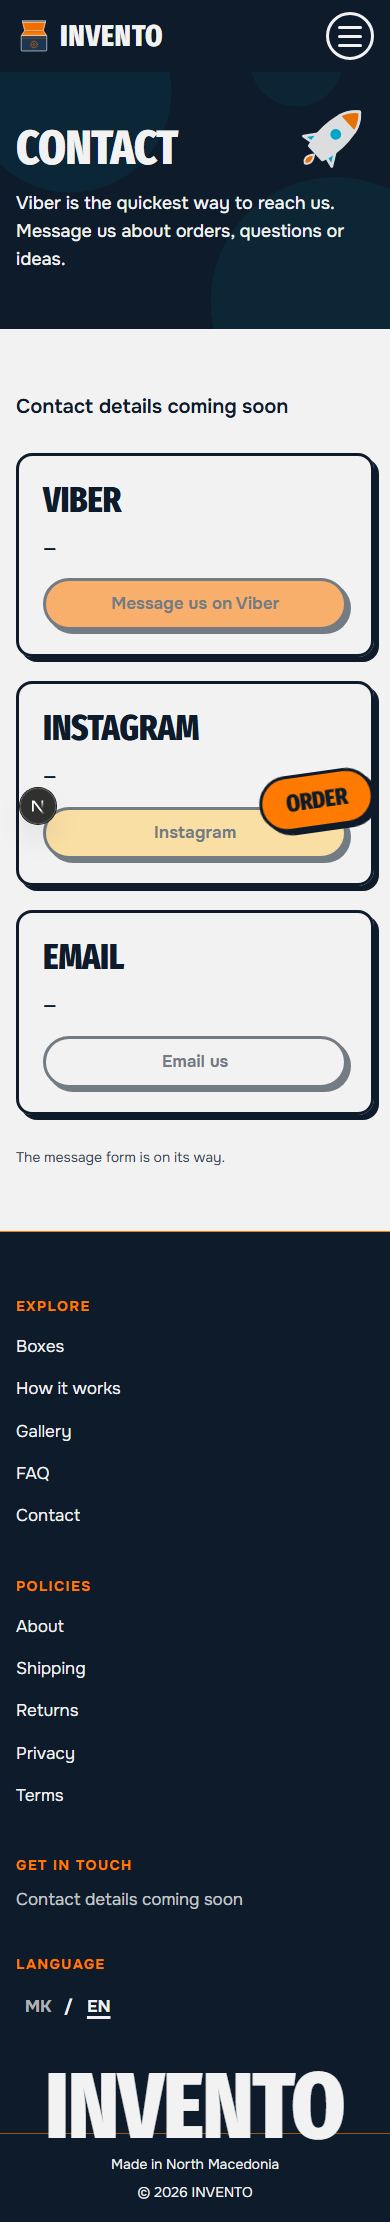 INVENTO
CONTACT
Viber is the quickest way to reach us.
Message us about orders, questions or
ideas.
Contact details coming soon
VIBER
–
Message us on Viber
INSTAGRAM
–
N
ORDER
Instagram
EMAIL
–
Email us
The message form is on its way.
EXPLORE
Boxes
How it works
Gallery
FAQ
Contact
POLICIES
About
Shipping
Returns
Privacy
Terms
GET IN TOUCH
Contact details coming soon
LANGUAGE
MK / EN
INVENTO
Made in North Macedonia
© 2026 INVENTO